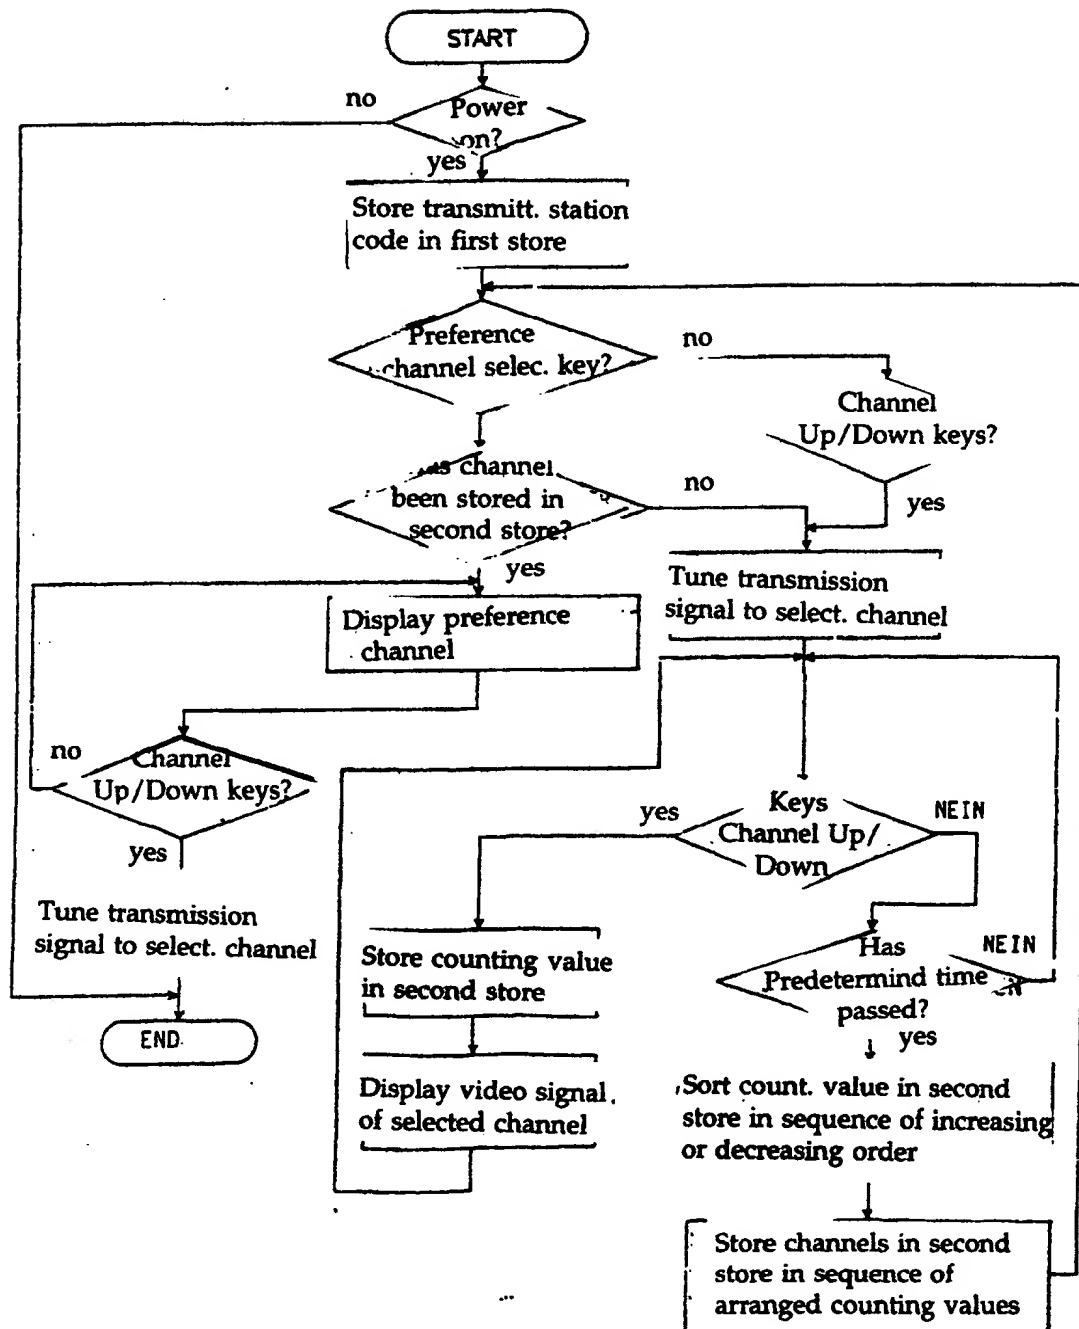 START
no
Power
on?
yes
Store transmitt. station
code in first store
Preference
channel selec. key?
no
Channel
Up/Down keys?
yes
channel
been stored in
second store?
no
yes
Tune transmission
signal to select. channel
Display preference
channel
no
Channel
Up/Down keys?
yes
Tune transmission
signal to select. channel
END
yes
Keys
Channel Up/
Down
NEIN
Has
Predetermind time
passed?
NEIN
yes
Store counting value
in second store
Display video signal
of selected channel
Sort count. value in second
store in sequence of increasing
or decreasing order
Store channels in second
store in sequence of
arranged counting values